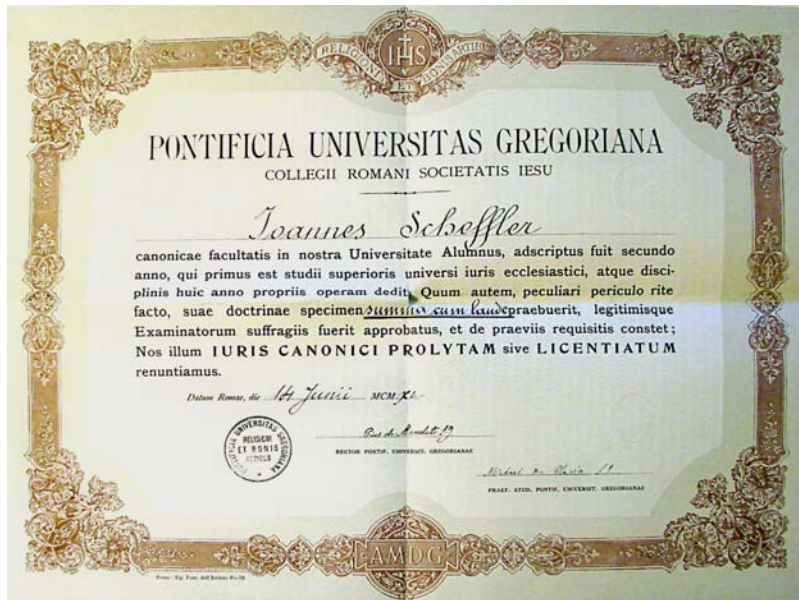 RELIGIONI ET BONIS ARTIBUS
IHS
PONTIFICIA UNIVERSITAS GREGORIANA
COLLEGII ROMANI SOCIETATIS IESU
Ioannes Scheffler
canonicae facultatis in nostra Universitate Alumnus, adscriptus fuit secundo
anno, qui primus est studii superioris universi iuris ecclesiastici, atque disci-
plinis huic anno propriis operam dedit. Quum autem, peculiari periculo rite
facto, suae doctrinae specimen summa cum laude praebuerit, legitimisque
Examinatorum suffragiis fuerit approbatus, et de praeviis requisitis constet;
Nos illum IURIS CANONICI PROLYTAM sive LICENTIATUM
renuntiamus.
Datum Romae, die 14 Junii MCM
PONTIFICIA UNIVERSITAS GREGORIANA
RELIGIONI
ET BONIS
ARTIBUS
RECTOR PONTIF. UNIVERSIT. GREGORIANAE
PRAEF. STUD. PONTIF. UNIVERSIT. GREGORIANAE
AMDG